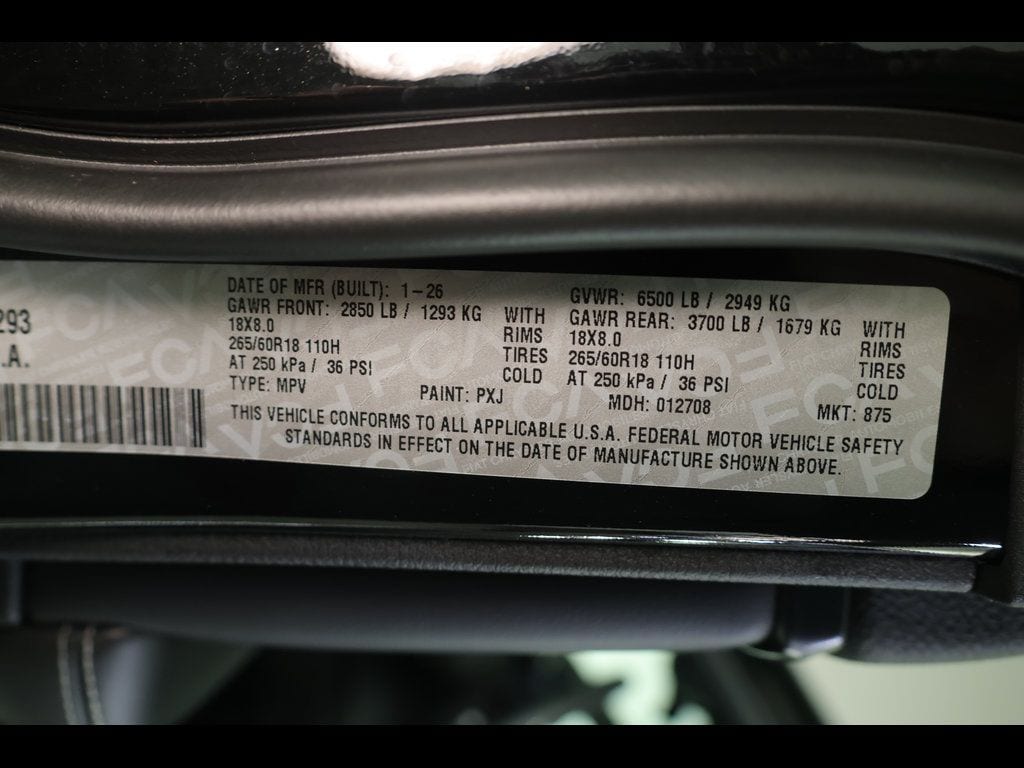 293
.A.
DATE OF MFR (BUILT): 1-26
GAWR FRONT: 2850 LB / 1293 KG WITH
18X8.0 RIMS
265/60R18 110H TIRES
AT 250 kPa / 36 PSI COLD
TYPE: MPV
GVWR: 6500 LB / 2949 KG
GAWR REAR: 3700 LB / 1679 KG WITH
18X8.0 RIMS
265/60R18 110H TIRES
AT 250 kPa / 36 PSI COLD
PAINT: PXJ MDH: 012708 MKT: 875
THIS VEHICLE CONFORMS TO ALL APPLICABLE U.S.A. FEDERAL MOTOR VEHICLE SAFETY
STANDARDS IN EFFECT ON THE DATE OF MANUFACTURE SHOWN ABOVE.